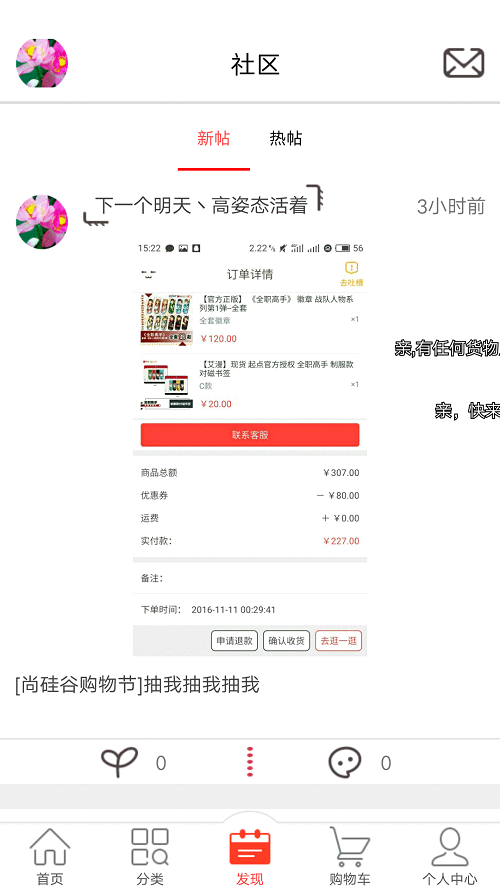 社区
新帖 热帖
下一个明天丶高姿态活着 3小时前
15:22 2.22% 56
订单详情
去吐槽
【官方正版】《全职高手》 徽章 战队人物系
列第1弹—全套
全套徽章 ×1
￥120.00
亲,有任何货物
【艾漫】现货 起点官方授权 全职高手 制服款
对磁书签
C款 ×1
￥20.00
亲，快来
联系客服
商品总额 ￥307.00
优惠券 － ￥80.00
运费 ＋ ￥0.00
实付款： ￥227.00
备注：
下单时间： 2016-11-11 00:29:41
申请退款 确认收货 去逛一逛
[尚硅谷购物节]抽我抽我抽我
0 0
首页 分类 发现 购物车 个人中心